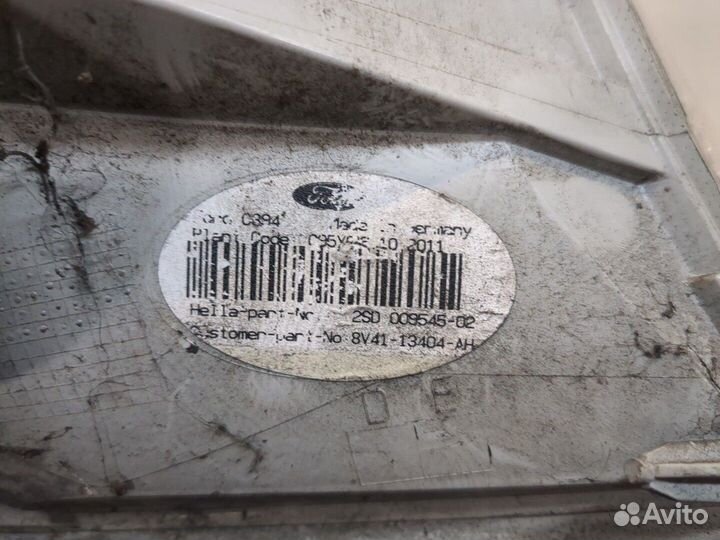 Ford
C394 Made in Germany
Plant Code 10.2011
Hella-part-Nr. 2SD 009545-02
Customer-part-No 8V41-13404-AH
D E
Avito